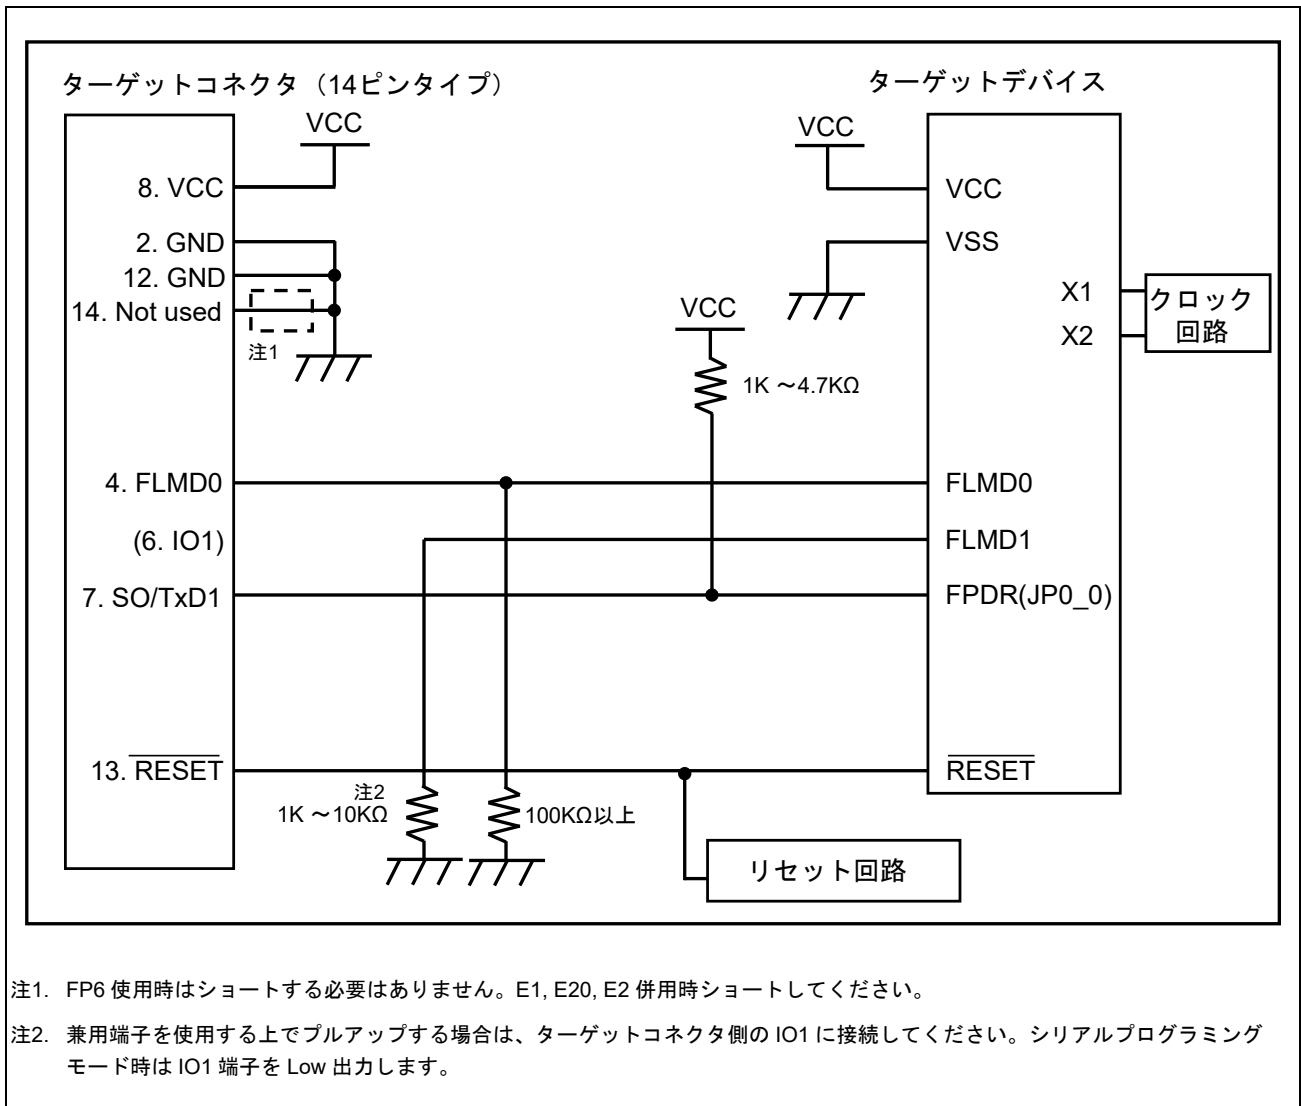 ターゲットコネクタ（14ピンタイプ）
ターゲットデバイス
VCC
VCC
8. VCC
VCC
2. GND
VSS
12. GND
14. Not used
注1
VCC
X1
X2
クロック
回路
1K ～4.7KΩ
4. FLMD0
FLMD0
(6. IO1)
FLMD1
7. SO/TxD1
FPDR(JP0_0)
13. RESET
RESET
注2
1K ～10KΩ
100KΩ以上
リセット回路
注1. FP6 使用時はショートする必要はありません。E1, E20, E2 併用時ショートしてください。
注2. 兼用端子を使用する上でプルアップする場合は、ターゲットコネクタ側の IO1 に接続してください。シリアルプログラミング
モード時は IO1 端子を Low 出力します。